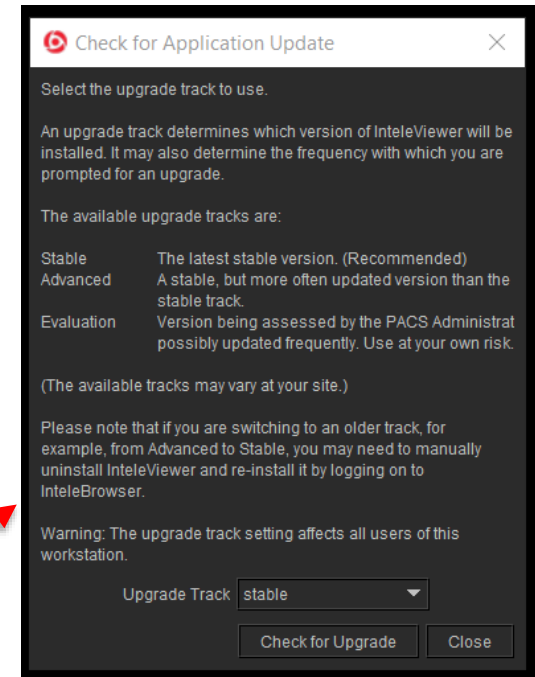 Check for Application Update
Select the upgrade track to use.
An upgrade track determines which version of InteleViewer will be
installed. It may also determine the frequency with which you are
prompted for an upgrade.
The available upgrade tracks are:
Stable The latest stable version. (Recommended)
Advanced A stable, but more often updated version than the
stable track.
Evaluation Version being assessed by the PACS Administrat
possibly updated frequently. Use at your own risk.
(The available tracks may vary at your site.)
Please note that if you are switching to an older track, for
example, from Advanced to Stable, you may need to manually
uninstall InteleViewer and re-install it by logging on to
InteleBrowser.
Warning: The upgrade track setting affects all users of this
workstation.
Upgrade Track stable
Check for Upgrade Close